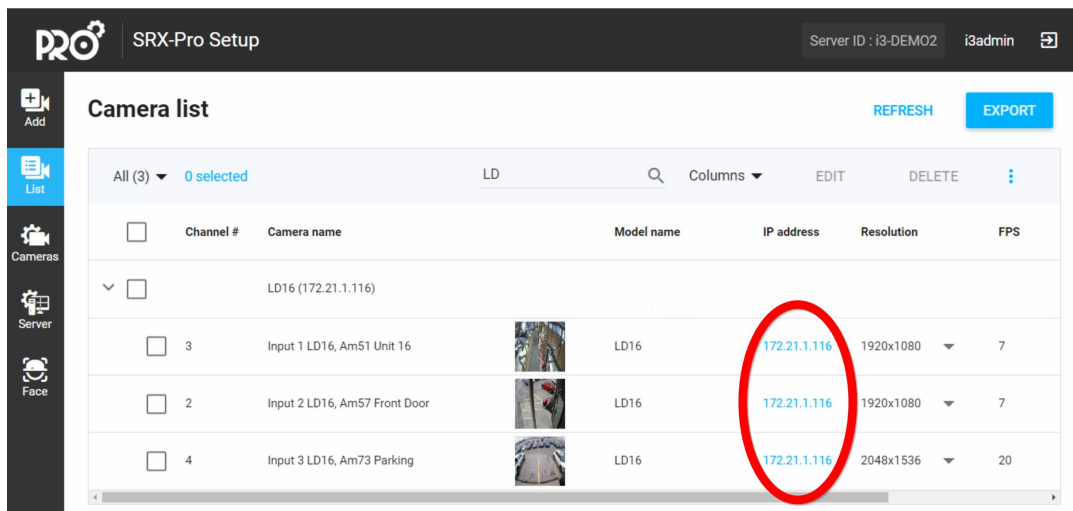 PRO SRX-Pro Setup Server ID : i3-DEMO2 i3admin
Add
List
Cameras
Server
Face
Camera list REFRESH EXPORT
All (3) 0 selected LD Columns EDIT DELETE
Channel # Camera name Model name IP address Resolution FPS
LD16 (172.21.1.116)
3 Input 1 LD16, Am51 Unit 16 LD16 172.21.1.116 1920x1080 7
2 Input 2 LD16, Am57 Front Door LD16 172.21.1.116 1920x1080 7
4 Input 3 LD16, Am73 Parking LD16 172.21.1.116 2048x1536 20